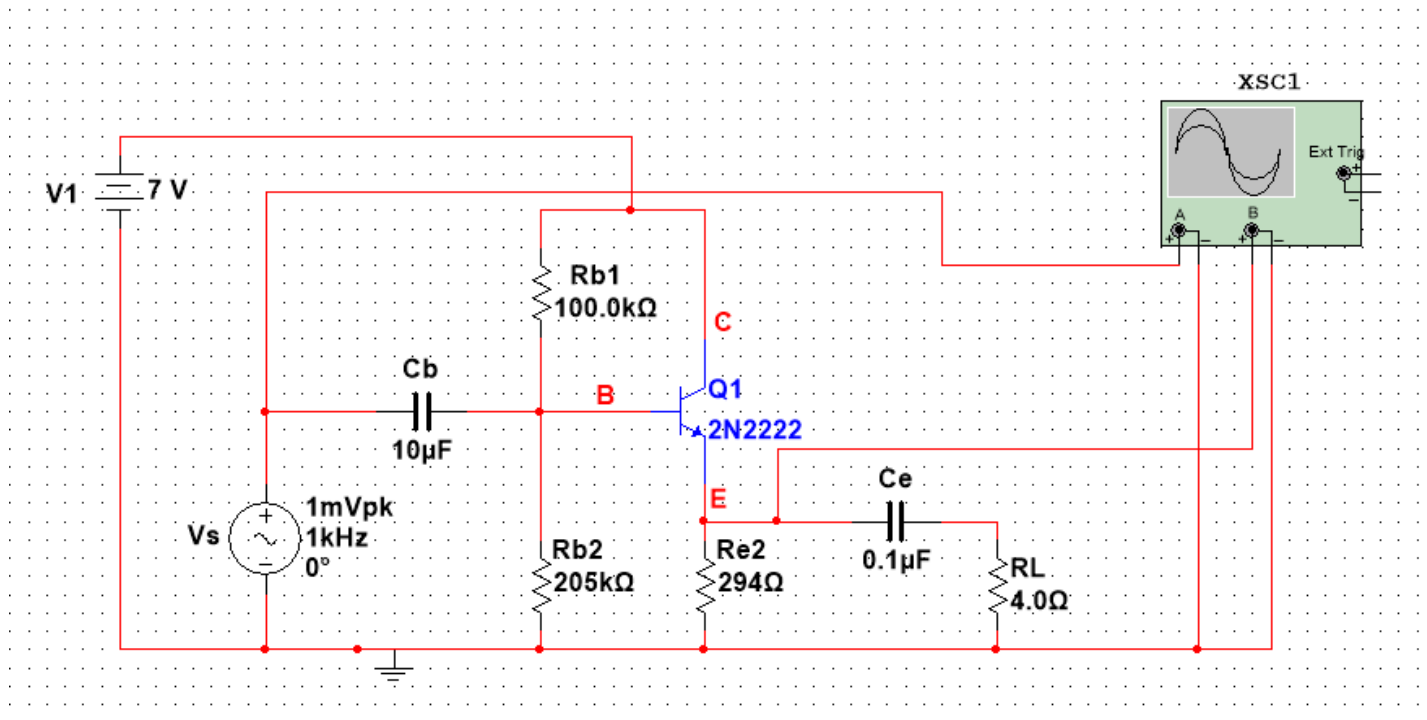 XSC1
Ext Trig
+
−
A
B
+
−
+
−
V1
7 V
Rb1
100.0kΩ
C
Cb
10µF
B
Q1
2N2222
Vs
+
−
1mVpk
1kHz
0°
E
Ce
0.1µF
Rb2
205kΩ
Re2
294Ω
RL
4.0Ω